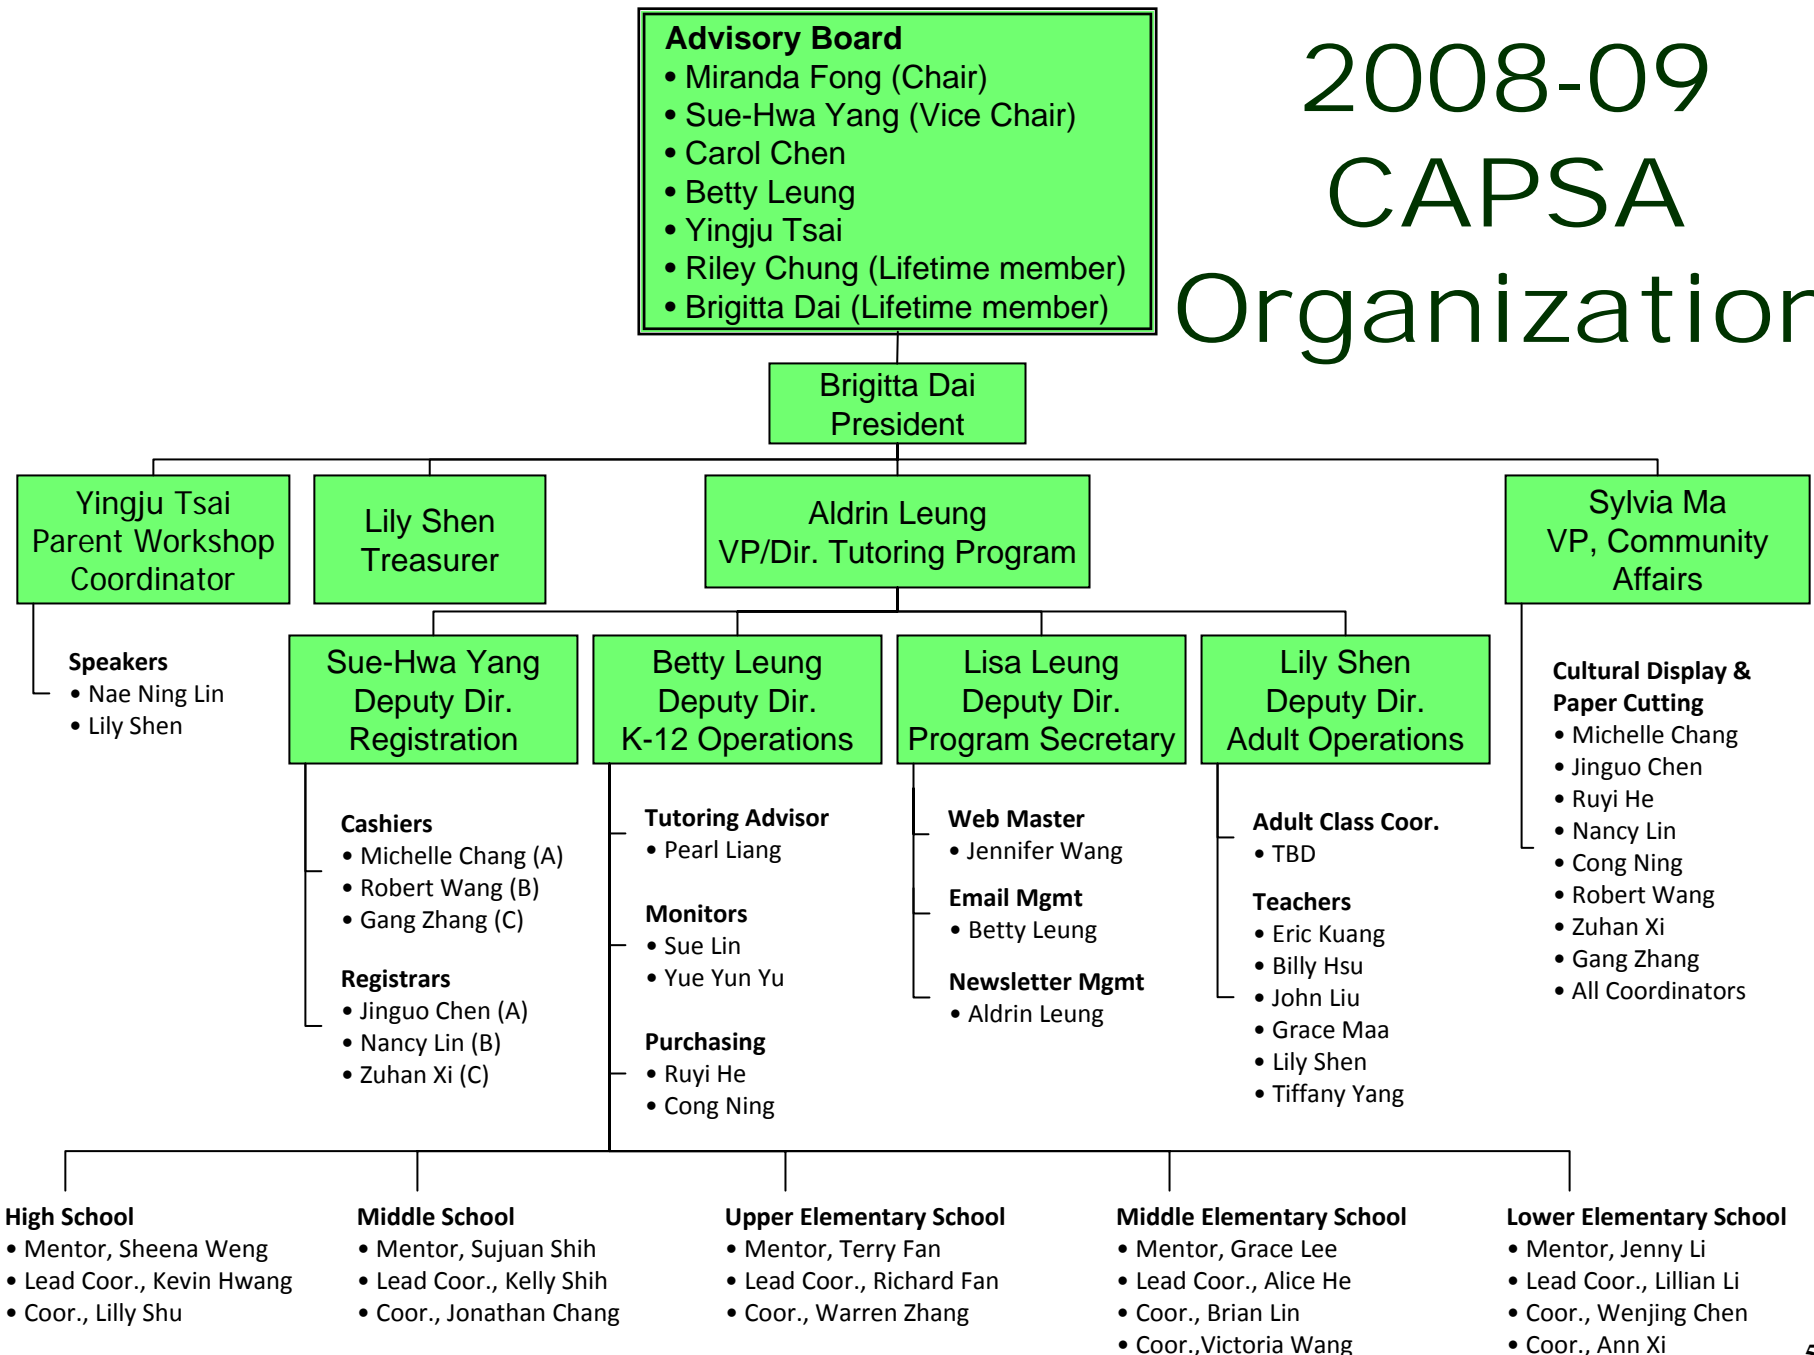 Advisory Board
• Miranda Fong (Chair)
• Sue-Hwa Yang (Vice Chair)
• Carol Chen
• Betty Leung
• Yingju Tsai
• Riley Chung (Lifetime member)
• Brigitta Dai (Lifetime member)
2008-09
CAPSA
Organization
Brigitta Dai
President
Yingju Tsai
Parent Workshop
Coordinator
Lily Shen
Treasurer
Aldrin Leung
VP/Dir. Tutoring Program
Sylvia Ma
VP, Community
Affairs
Speakers
• Nae Ning Lin
• Lily Shen
Sue-Hwa Yang
Deputy Dir.
Registration
Betty Leung
Deputy Dir.
K-12 Operations
Lisa Leung
Deputy Dir.
Program Secretary
Lily Shen
Deputy Dir.
Adult Operations
Cultural Display &
Paper Cutting
• Michelle Chang
• Jinguo Chen
• Ruyi He
• Nancy Lin
• Cong Ning
• Robert Wang
• Zuhan Xi
• Gang Zhang
• All Coordinators
Cashiers
• Michelle Chang (A)
• Robert Wang (B)
• Gang Zhang (C)
Registrars
• Jinguo Chen (A)
• Nancy Lin (B)
• Zuhan Xi (C)
Tutoring Advisor
• Pearl Liang
Monitors
• Sue Lin
• Yue Yun Yu
Purchasing
• Ruyi He
• Cong Ning
Web Master
• Jennifer Wang
Email Mgmt
• Betty Leung
Newsletter Mgmt
• Aldrin Leung
Adult Class Coor.
• TBD
Teachers
• Eric Kuang
• Billy Hsu
• John Liu
• Grace Maa
• Lily Shen
• Tiffany Yang
High School
• Mentor, Sheena Weng
• Lead Coor., Kevin Hwang
• Coor., Lilly Shu
Middle School
• Mentor, Sujuan Shih
• Lead Coor., Kelly Shih
• Coor., Jonathan Chang
Upper Elementary School
• Mentor, Terry Fan
• Lead Coor., Richard Fan
• Coor., Warren Zhang
Middle Elementary School
• Mentor, Grace Lee
• Lead Coor., Alice He
• Coor., Brian Lin
• Coor.,Victoria Wang
Lower Elementary School
• Mentor, Jenny Li
• Lead Coor., Lillian Li
• Coor., Wenjing Chen
• Coor., Ann Xi